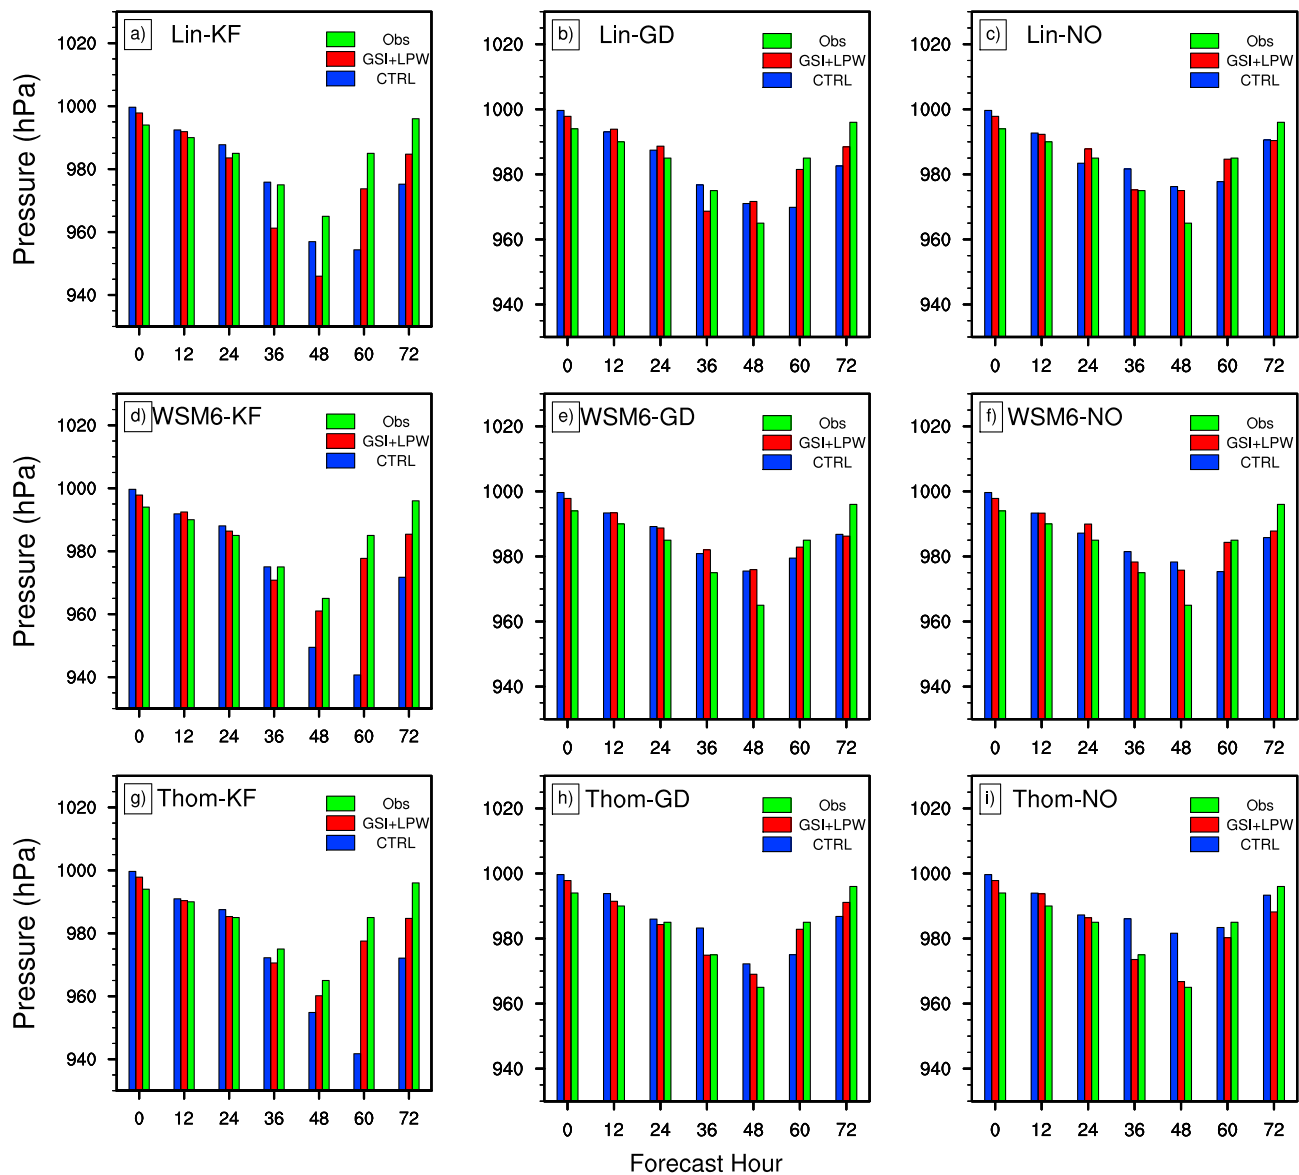 a) Lin-KF
Obs
GSI+LPW
CTRL
1020
1000
980
960
940
Pressure (hPa)
0 12 24 36 48 60 72
b) Lin-GD
Obs
GSI+LPW
CTRL
1020
1000
980
960
940
0 12 24 36 48 60 72
c) Lin-NO
Obs
GSI+LPW
CTRL
1020
1000
980
960
940
0 12 24 36 48 60 72
d) WSM6-KF
Obs
GSI+LPW
CTRL
1020
1000
980
960
940
Pressure (hPa)
0 12 24 36 48 60 72
e) WSM6-GD
Obs
GSI+LPW
CTRL
1020
1000
980
960
940
0 12 24 36 48 60 72
f) WSM6-NO
Obs
GSI+LPW
CTRL
1020
1000
980
960
940
0 12 24 36 48 60 72
g) Thom-KF
Obs
GSI+LPW
CTRL
1020
1000
980
960
940
Pressure (hPa)
0 12 24 36 48 60 72
h) Thom-GD
Obs
GSI+LPW
CTRL
1020
1000
980
960
940
0 12 24 36 48 60 72
i) Thom-NO
Obs
GSI+LPW
CTRL
1020
1000
980
960
940
0 12 24 36 48 60 72
Forecast Hour